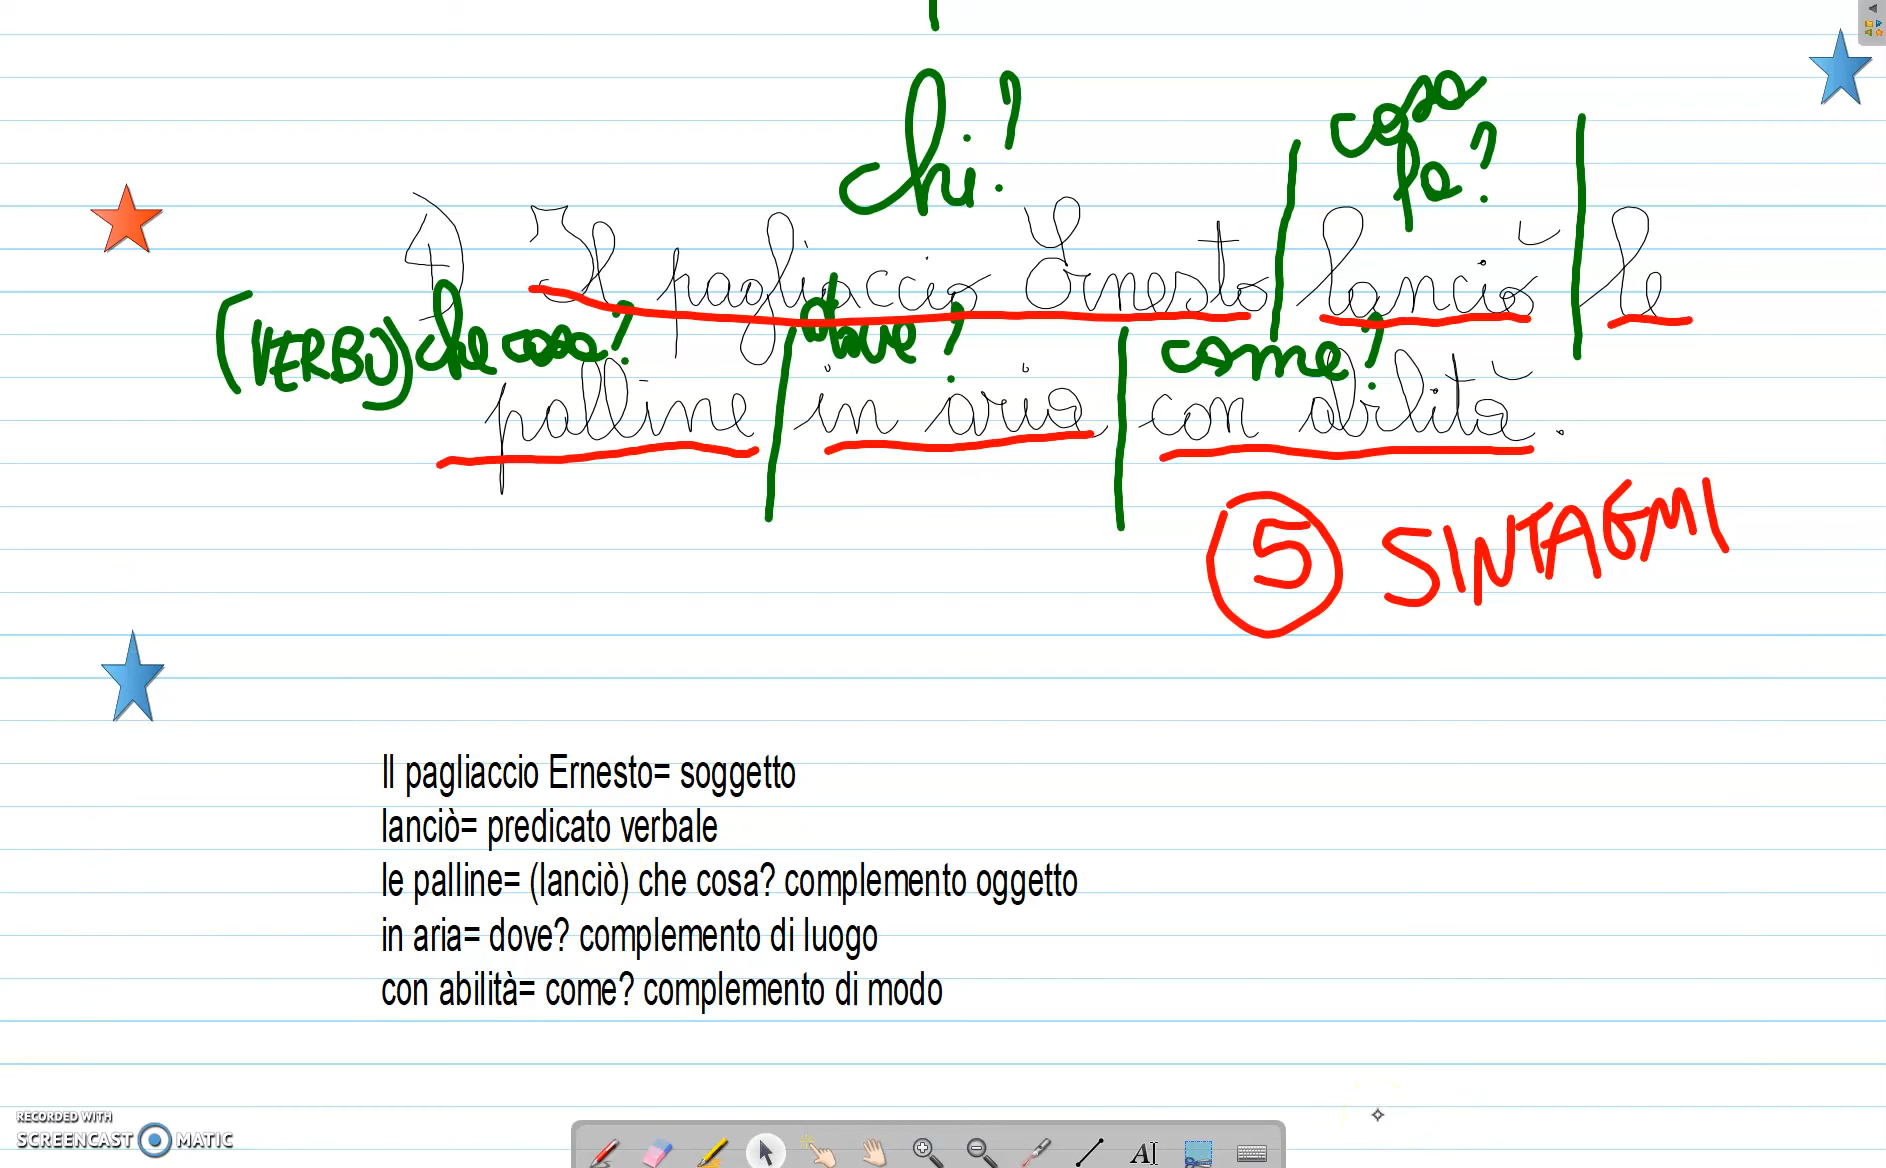 chi?
cosa
fa?
4) Il pagliaccio Ernesto lanciò le
(VERBO) che cosa? dove? come?
palline in aria con abilità.
5 SINTAGMI
Il pagliaccio Ernesto= soggetto
lanciò= predicato verbale
le palline= (lanciò) che cosa? complemento oggetto
in aria= dove? complemento di luogo
con abilità= come? complemento di modo
RECORDED WITH
SCREENCAST MATIC